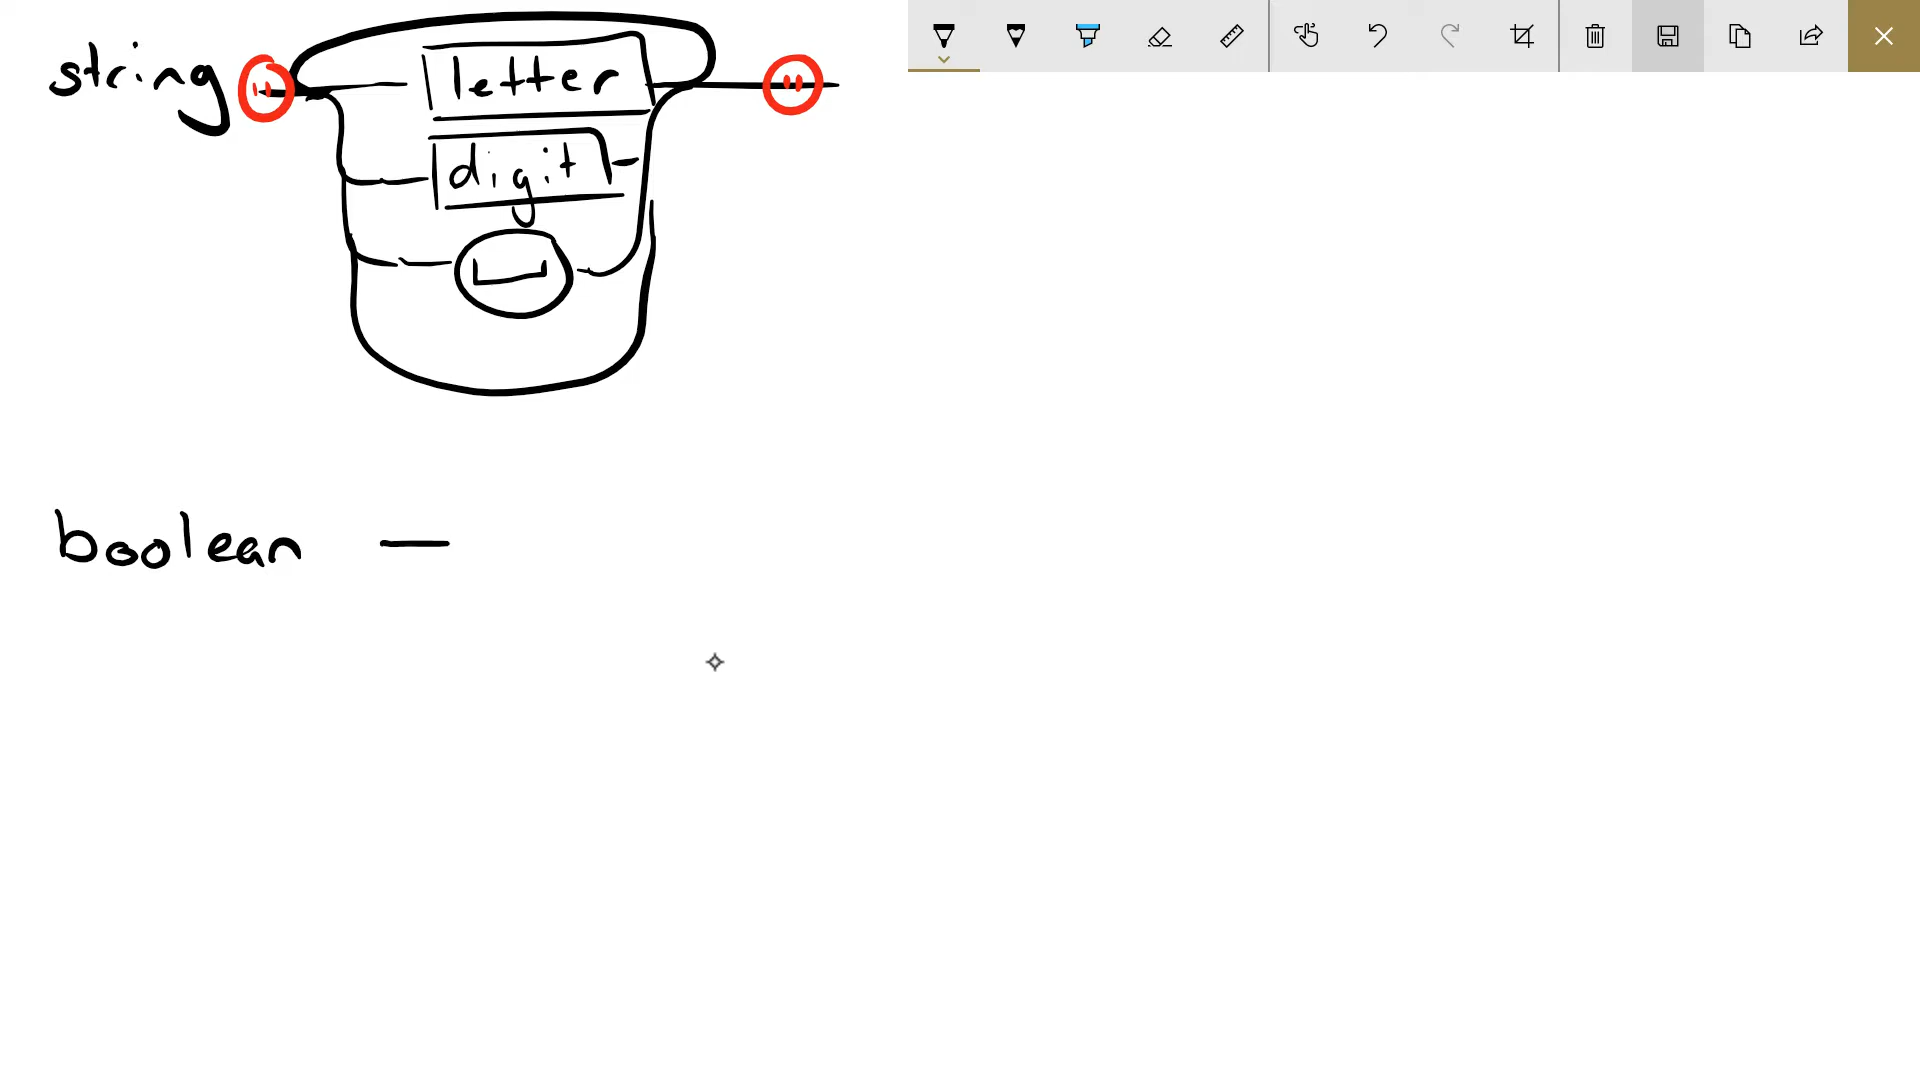 string " letter "
digit
boolean —